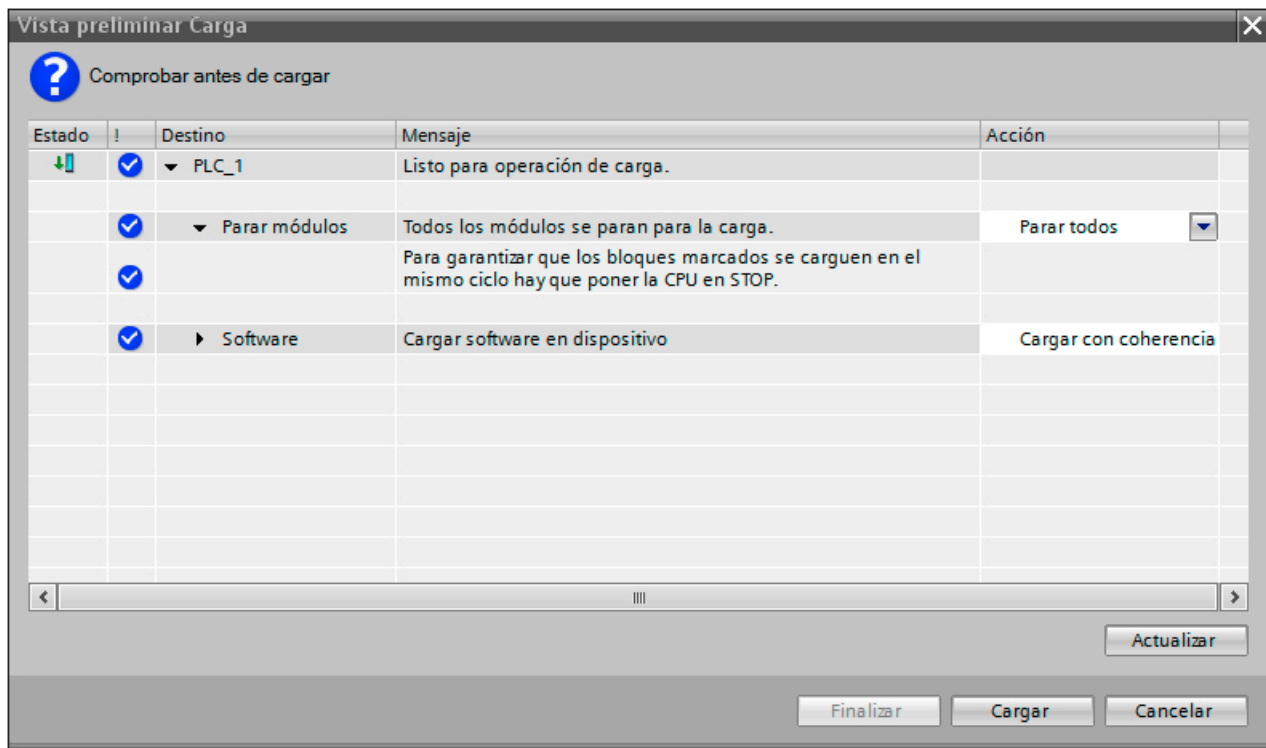 Vista preliminar Carga
Comprobar antes de cargar
Estado ! Destino Mensaje Acción
PLC_1 Listo para operación de carga.
Parar módulos Todos los módulos se paran para la carga. Parar todos
Para garantizar que los bloques marcados se carguen en el
mismo ciclo hay que poner la CPU en STOP.
Software Cargar software en dispositivo Cargar con coherencia
Actualizar
Finalizar Cargar Cancelar